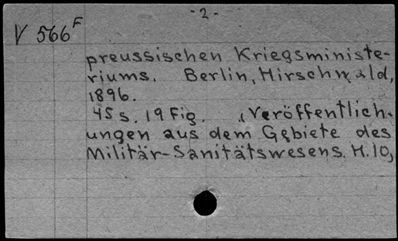 - 2 -
V 566F
preussischen Kriegsministe-
riums. Berlin, Hirschwald,
1896.
45 s. 19 Fig. (Veröffentlich-
ungen aus dem Gebiete des
Militär-Sanitätswesens. H. 10,